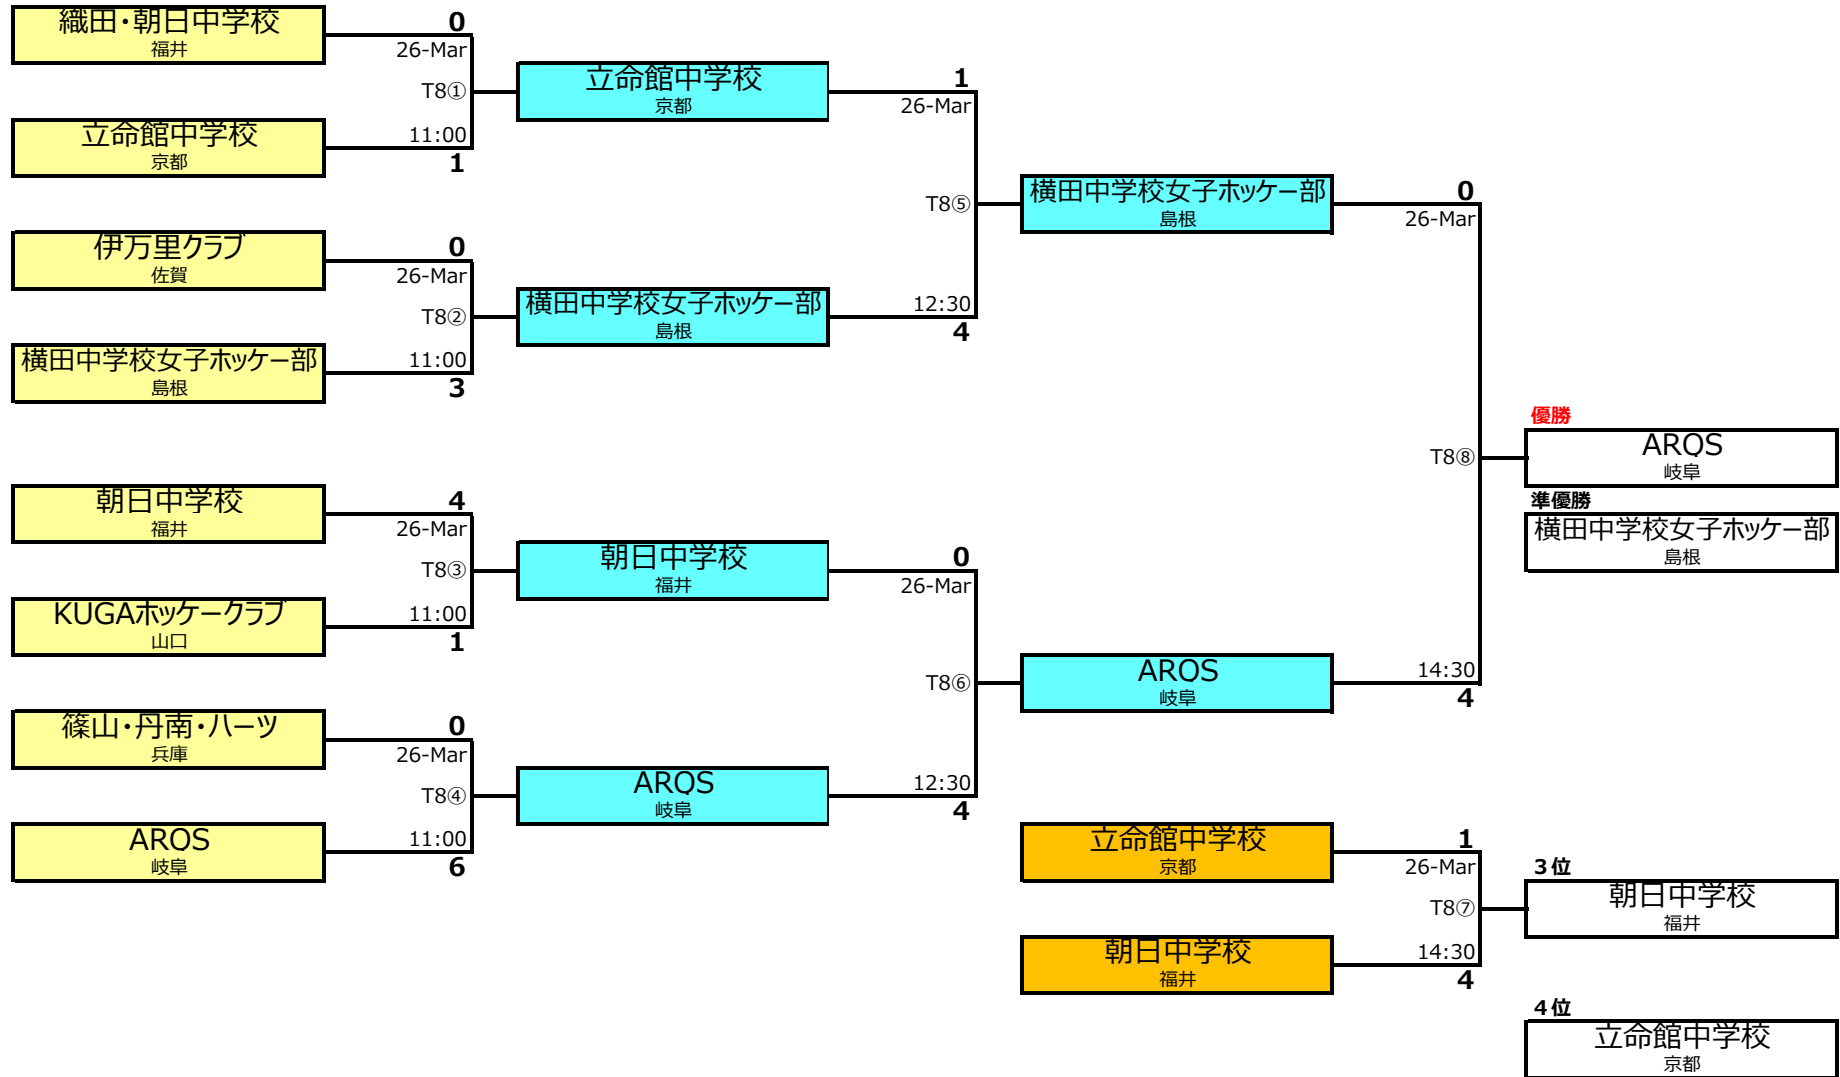 織田・朝日中学校
福井
0
26-Mar
T8①
11:00
1
立命館中学校
京都
伊万里クラブ
佐賀
0
26-Mar
T8②
11:00
3
横田中学校女子ホッケー部
島根
朝日中学校
福井
4
26-Mar
T8③
11:00
1
KUGAホッケークラブ
山口
篠山・丹南・ハーツ
兵庫
0
26-Mar
T8④
11:00
6
ARQS
岐阜
立命館中学校
京都
1
26-Mar
T8⑤
12:30
4
横田中学校女子ホッケー部
島根
朝日中学校
福井
0
26-Mar
T8⑥
12:30
4
ARQS
岐阜
横田中学校女子ホッケー部
島根
0
26-Mar
T8⑧
14:30
4
ARQS
岐阜
立命館中学校
京都
1
26-Mar
T8⑦
14:30
4
朝日中学校
福井
優勝
ARQS
岐阜
準優勝
横田中学校女子ホッケー部
島根
3位
朝日中学校
福井
4位
立命館中学校
京都